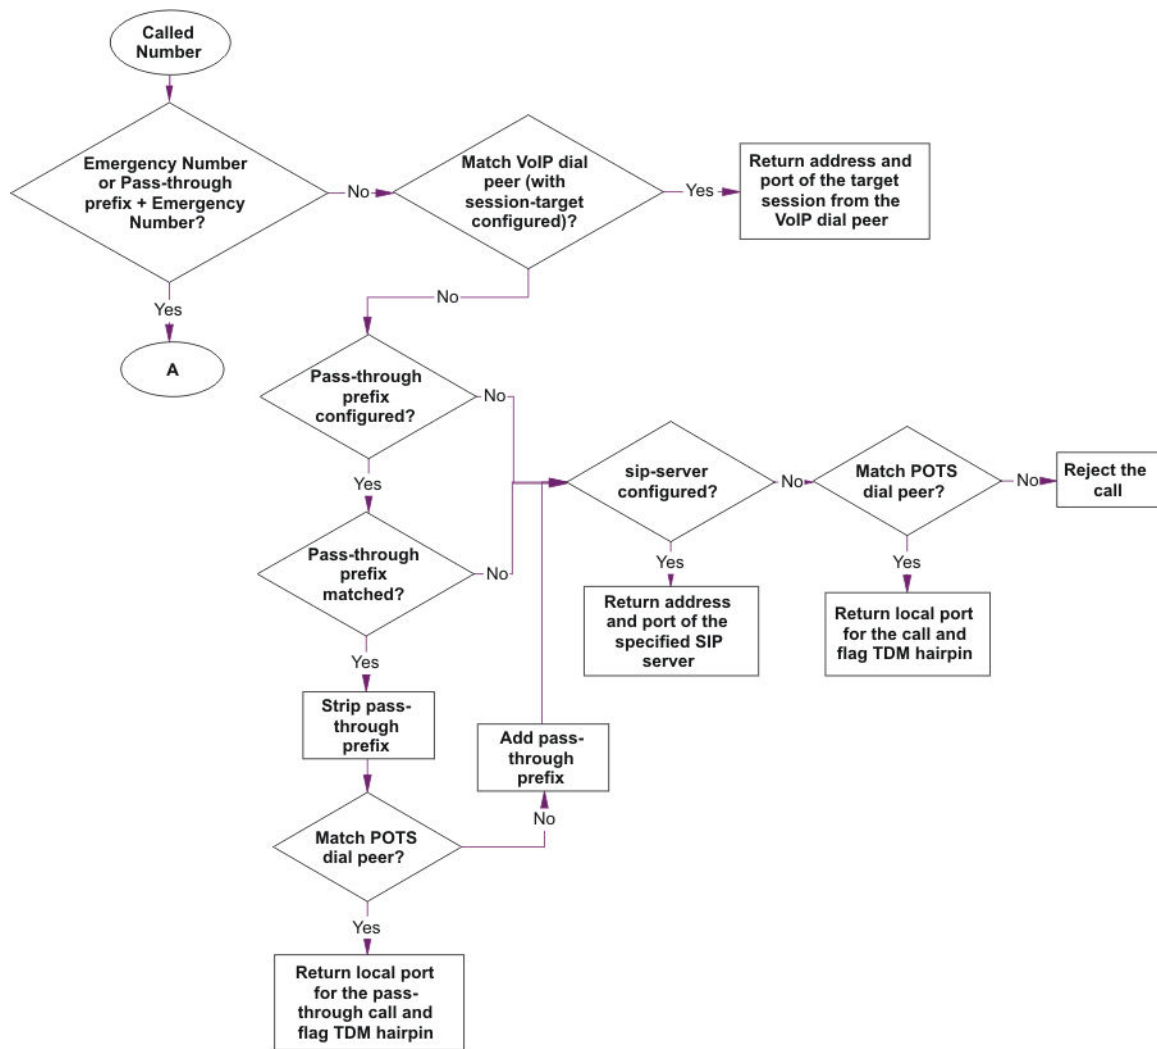 Called
Number
Emergency Number
or Pass-through
prefix + Emergency
Number?
No
Match VoIP dial
peer (with
session-target
configured)?
Yes
Return address and
port of the target
session from the
VoIP dial peer
Yes
A
No
Pass-through
prefix
configured?
No
Yes
sip-server
configured?
No
Match POTS
dial peer?
No
Reject the
call
Pass-through
prefix
matched?
No
Yes
Return address
and port of the
specified SIP
server
Yes
Return local port
for the call and
flag TDM hairpin
Yes
Strip pass-
through
prefix
Add pass-
through
prefix
No
Match POTS
dial peer?
Yes
Return local port
for the pass-
through call and
flag TDM hairpin